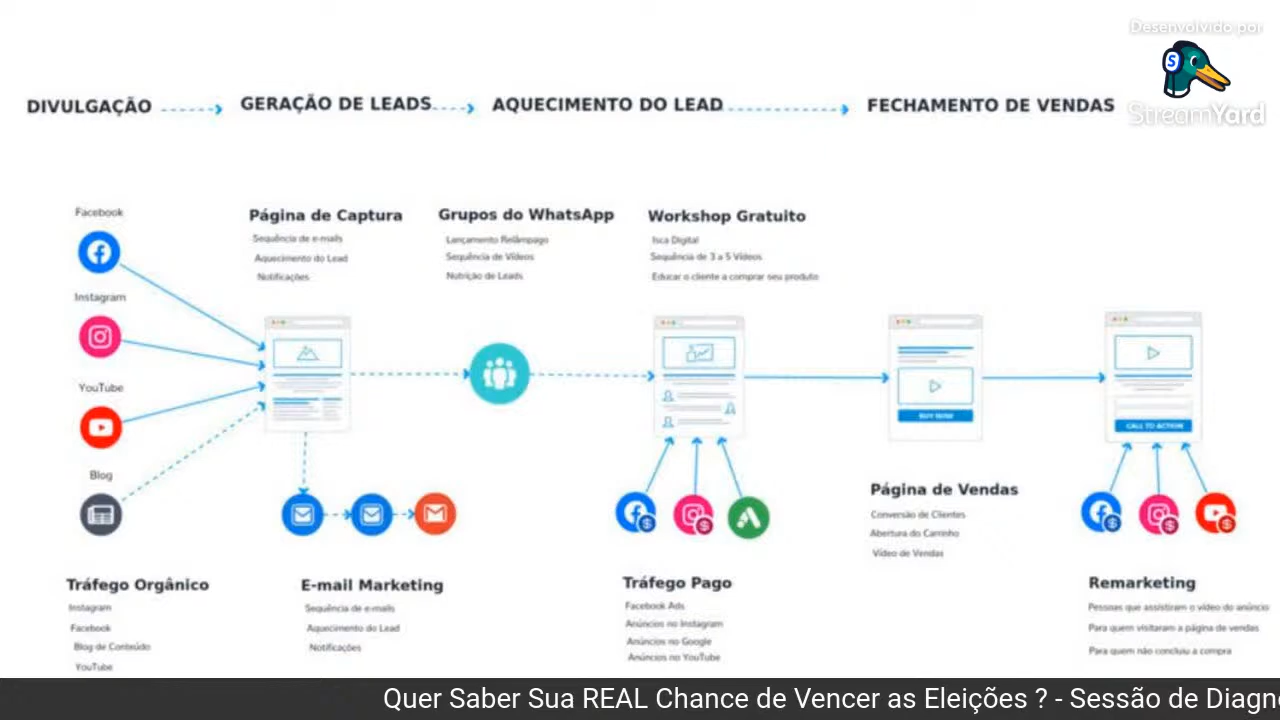 Desenvolvido por
StreamYard
DIVULGAÇÃO
GERAÇÃO DE LEADS
AQUECIMENTO DO LEAD
FECHAMENTO DE VENDAS
Facebook
Instagram
YouTube
Blog
Página de Captura
Sequência de e-mails
Aquecimento do Lead
Notificações
Grupos do WhatsApp
Lançamento Relâmpago
Sequência de Vídeos
Nutrição de Leads
Workshop Gratuito
Isca Digital
Sequência de 3 a 5 Vídeos
Educar o cliente a comprar seu produto
BUY NOW
CALL TO ACTION
Página de Vendas
Conversão de Clientes
Abertura do Carrinho
Vídeo de Vendas
Tráfego Orgânico
Instagram
Facebook
Blog de Conteúdo
YouTube
E-mail Marketing
Sequência de e-mails
Aquecimento do Lead
Notificações
Tráfego Pago
Facebook Ads
Anúncios no Instagram
Anúncios no Google
Anúncios no YouTube
Remarketing
Pessoas que assistiram o vídeo do anúncio
Para quem visitaram a página de vendas
Para quem não concluiu a compra
Quer Saber Sua REAL Chance de Vencer as Eleições ? - Sessão de Diagn